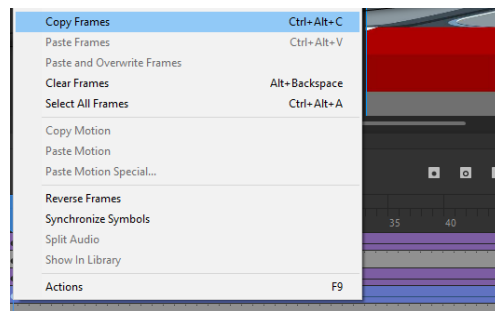 Copy Frames Ctrl+Alt+C
Paste Frames Ctrl+Alt+V
Paste and Overwrite Frames
Clear Frames Alt+Backspace
Select All Frames Ctrl+Alt+A
Copy Motion
Paste Motion
Paste Motion Special...
Reverse Frames
Synchronize Symbols
35 40
Split Audio
Show In Library
Actions F9